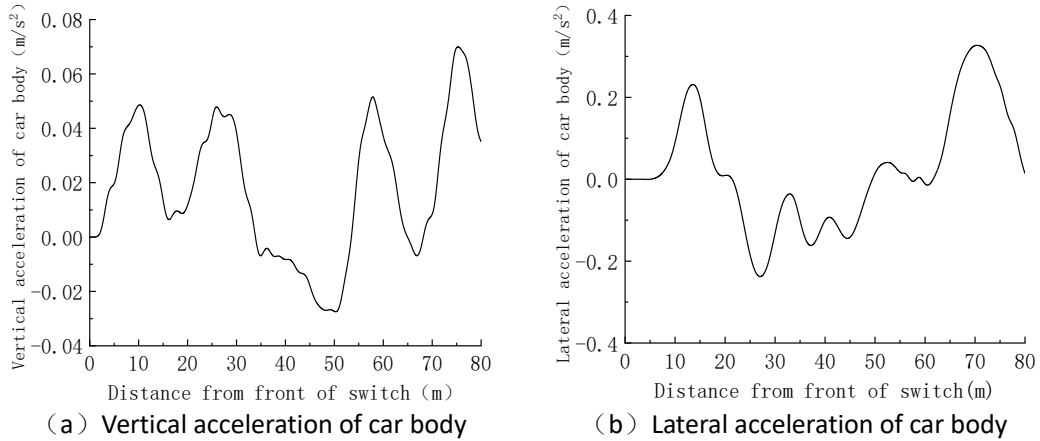 Vertical acceleration of car body (m/s²)
0.08
0.06
0.04
0.02
0.00
-0.02
-0.04
0 10 20 30 40 50 60 70 80
Distance from front of switch (m)
(a) Vertical acceleration of car body
Lateral acceleration of car body (m/s²)
0.4
0.2
0.0
-0.2
-0.4
0 10 20 30 40 50 60 70 80
Distance from front of switch(m)
(b) Lateral acceleration of car body